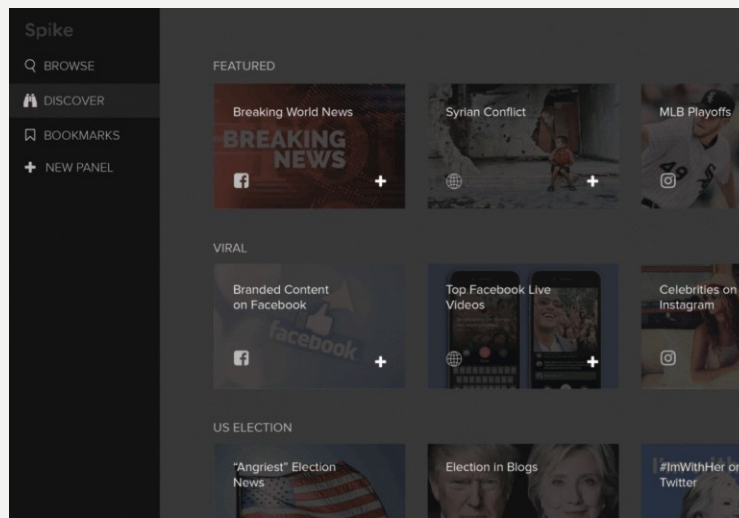 Spike
BROWSE
DISCOVER
BOOKMARKS
NEW PANEL
FEATURED
Breaking World News
BREAKING
NEWS
Syrian Conflict
MLB Playoffs
49
VIRAL
Branded Content
on Facebook
facebook
Top Facebook Live
Videos
Celebrities on
Instagram
US ELECTION
"Angriest" Election
News
Election in Blogs
#ImWithHer on
Twitter